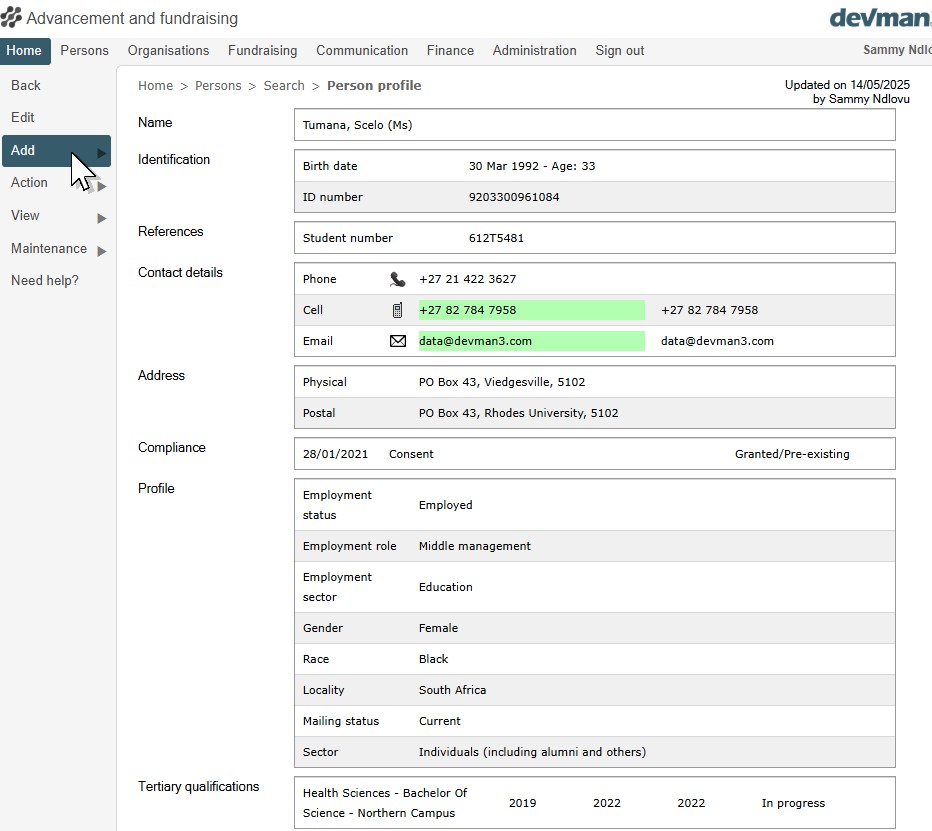 Advancement and fundraising
devman
Home Persons Organisations Fundraising Communication Finance Administration Sign out
Back
Edit
Add
Action
View
Maintenance
Need help?
Home > Persons > Search > Person profile
Updated on 14/05/2025
by Sammy Ndlovu
Name
Tumana, Scelo (Ms)
Identification
Birth date 30 Mar 1992 - Age: 33
ID number 9203300961084
References
Student number 612T5481
Contact details
Phone +27 21 422 3627
Cell +27 82 784 7958 +27 82 784 7958
Email data@devman3.com data@devman3.com
Address
Physical PO Box 43, Viedgesville, 5102
Postal PO Box 43, Rhodes University, 5102
Compliance
28/01/2021 Consent Granted/Pre-existing
Profile
Employment
status
Employed
Employment role Middle management
Employment
sector
Education
Gender Female
Race Black
Locality South Africa
Mailing status Current
Sector Individuals (including alumni and others)
Tertiary qualifications
Health Sciences - Bachelor Of
Science - Northern Campus
2019 2022 2022 In progress